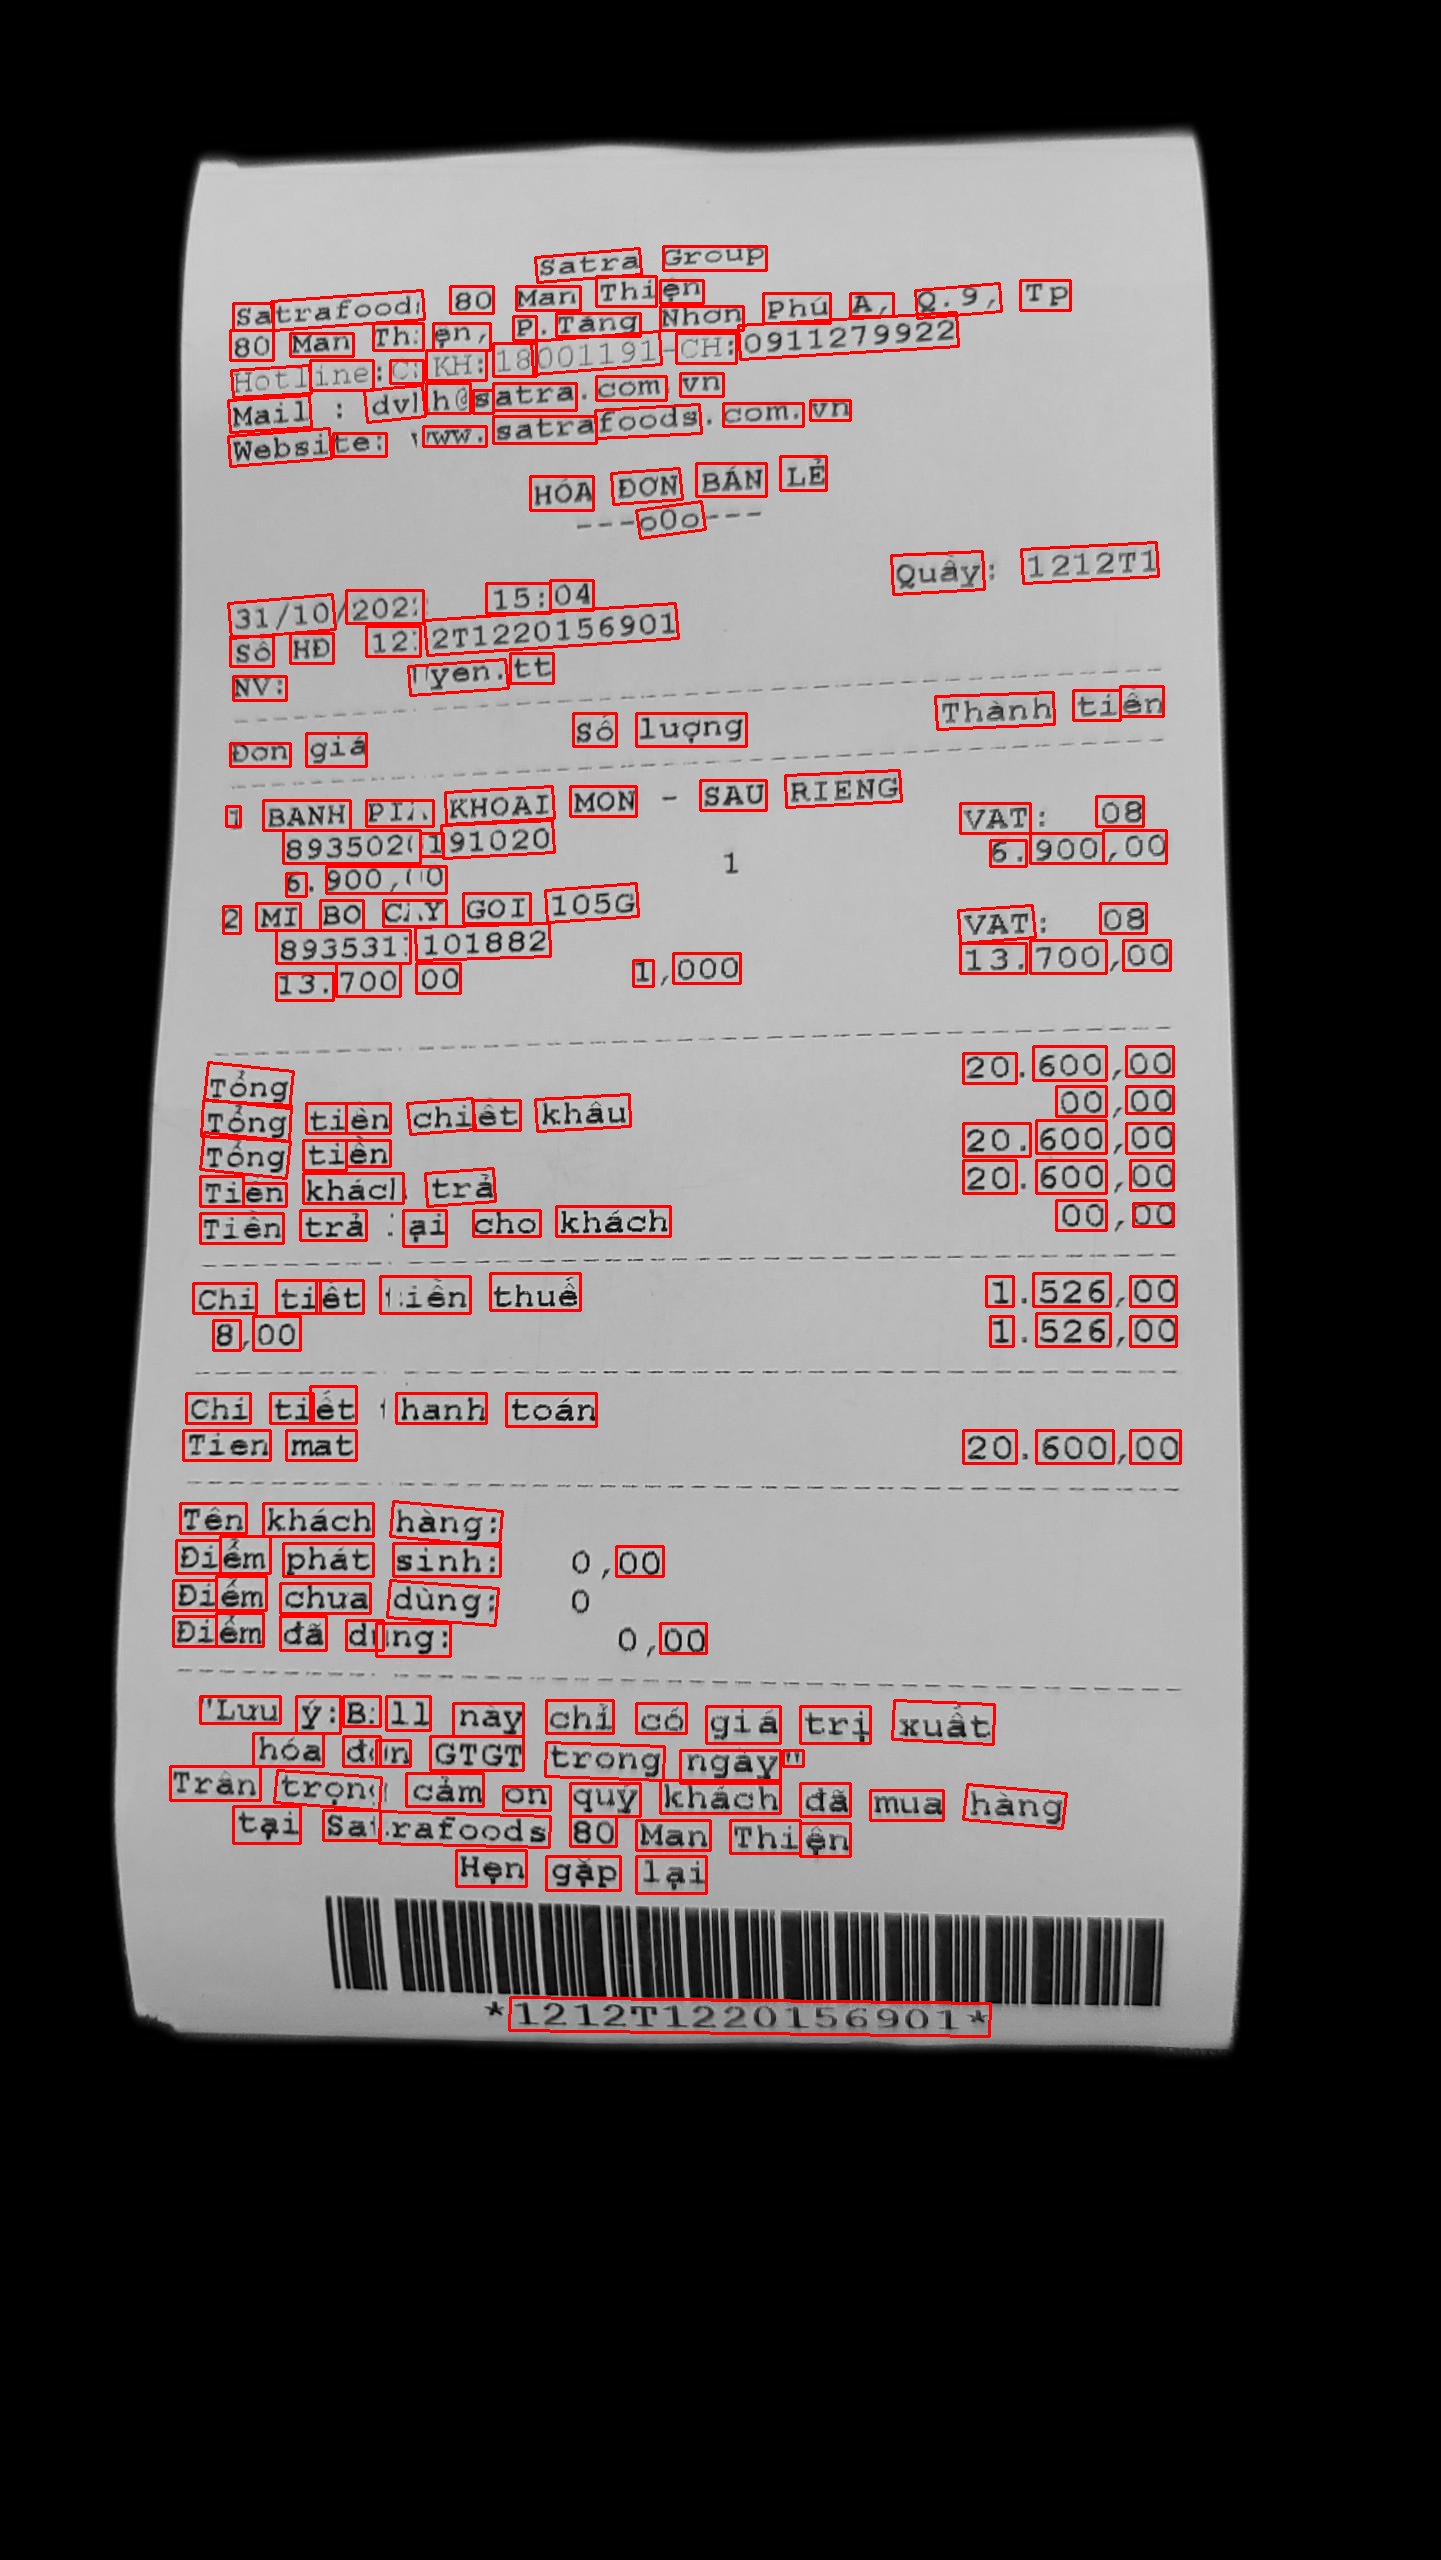 Satra Group
Satrafoods 80 Man Thiện
80 Man Thiện, P.Tăng Nhơn Phú A, Q.9, Tp
Hotline:CSKH:18001191-CH:0911279922
Mail : dvkh@satra.com.vn
Website: www.satrafoods.com.vn
HÓA ĐƠN BÁN LẺ
---oOo---
Quầy: 1212T1
31/10/2022 15:04
Số HĐ 1212T1220156901
NV: yen.tt
Đơn giá Số lượng Thành tiền
1 BANH PIA KHOAI MON - SAU RIENG VAT: 08
8935020191020 1 6.900,00
6.900,00
2 MI BO CAY GOI 105G VAT: 08
101882 1,000 13.700,00
13.700 00
Tổng 20.600,00
Tổng tiền chiết khấu 00,00
Tổng tiền 20.600,00
Tiền khách trả 20.600,00
Tiền trả lại cho khách 00,00
Chi tiết tiền thuế 1.526,00
8,00 1.526,00
Chi tiết thanh toán
Tien mat 20.600,00
Tên khách hàng:
Điểm phát sinh: 0,00
Điểm chưa dùng: 0
Điểm đã dùng: 0,00
"Lưu ý:Bill này chỉ có giá trị xuất
hóa đơn GTGT trong ngày"
Trân trọng cảm ơn quý khách đã mua hàng
tại Satrafoods 80 Man Thiện
Hẹn gặp lại
*1212T1220156901*